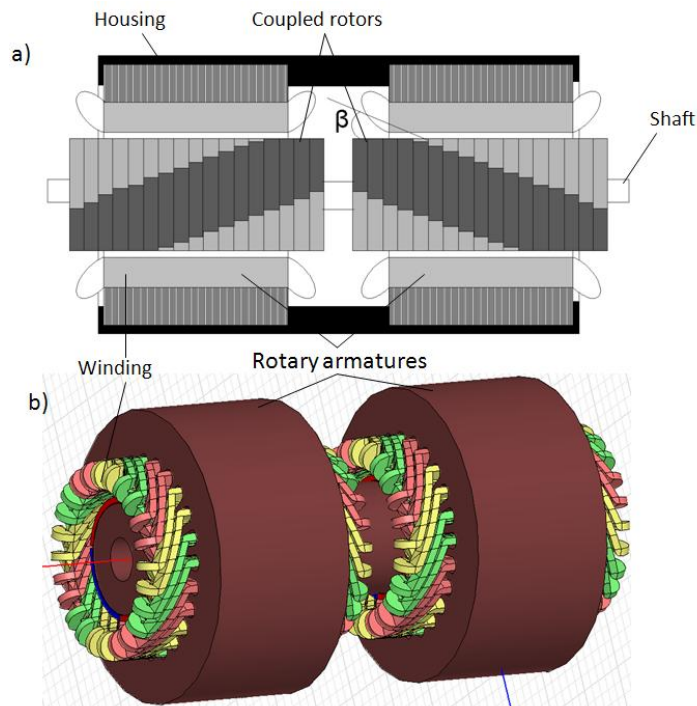 Housing
Coupled rotors
a)
β
Shaft
Winding
Rotary armatures
b)